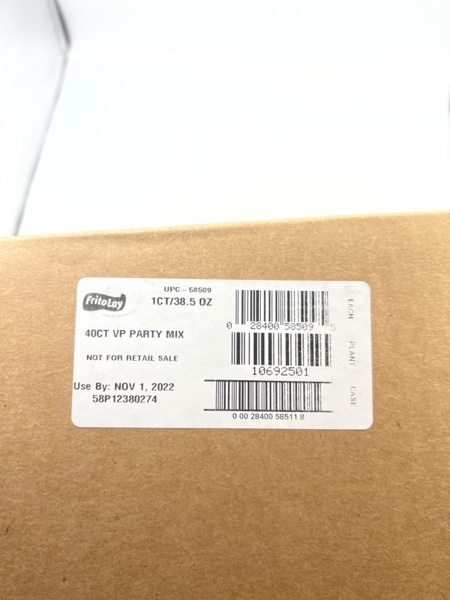 FritoLay
UPC - 58509
1CT/38.5 OZ
0 28400 58509 5
EACH
40CT VP PARTY MIX
NOT FOR RETAIL SALE
10692501
PLANT
Use By: NOV 1, 2022
58P12380274
0 00 28400 58511 8
CASE